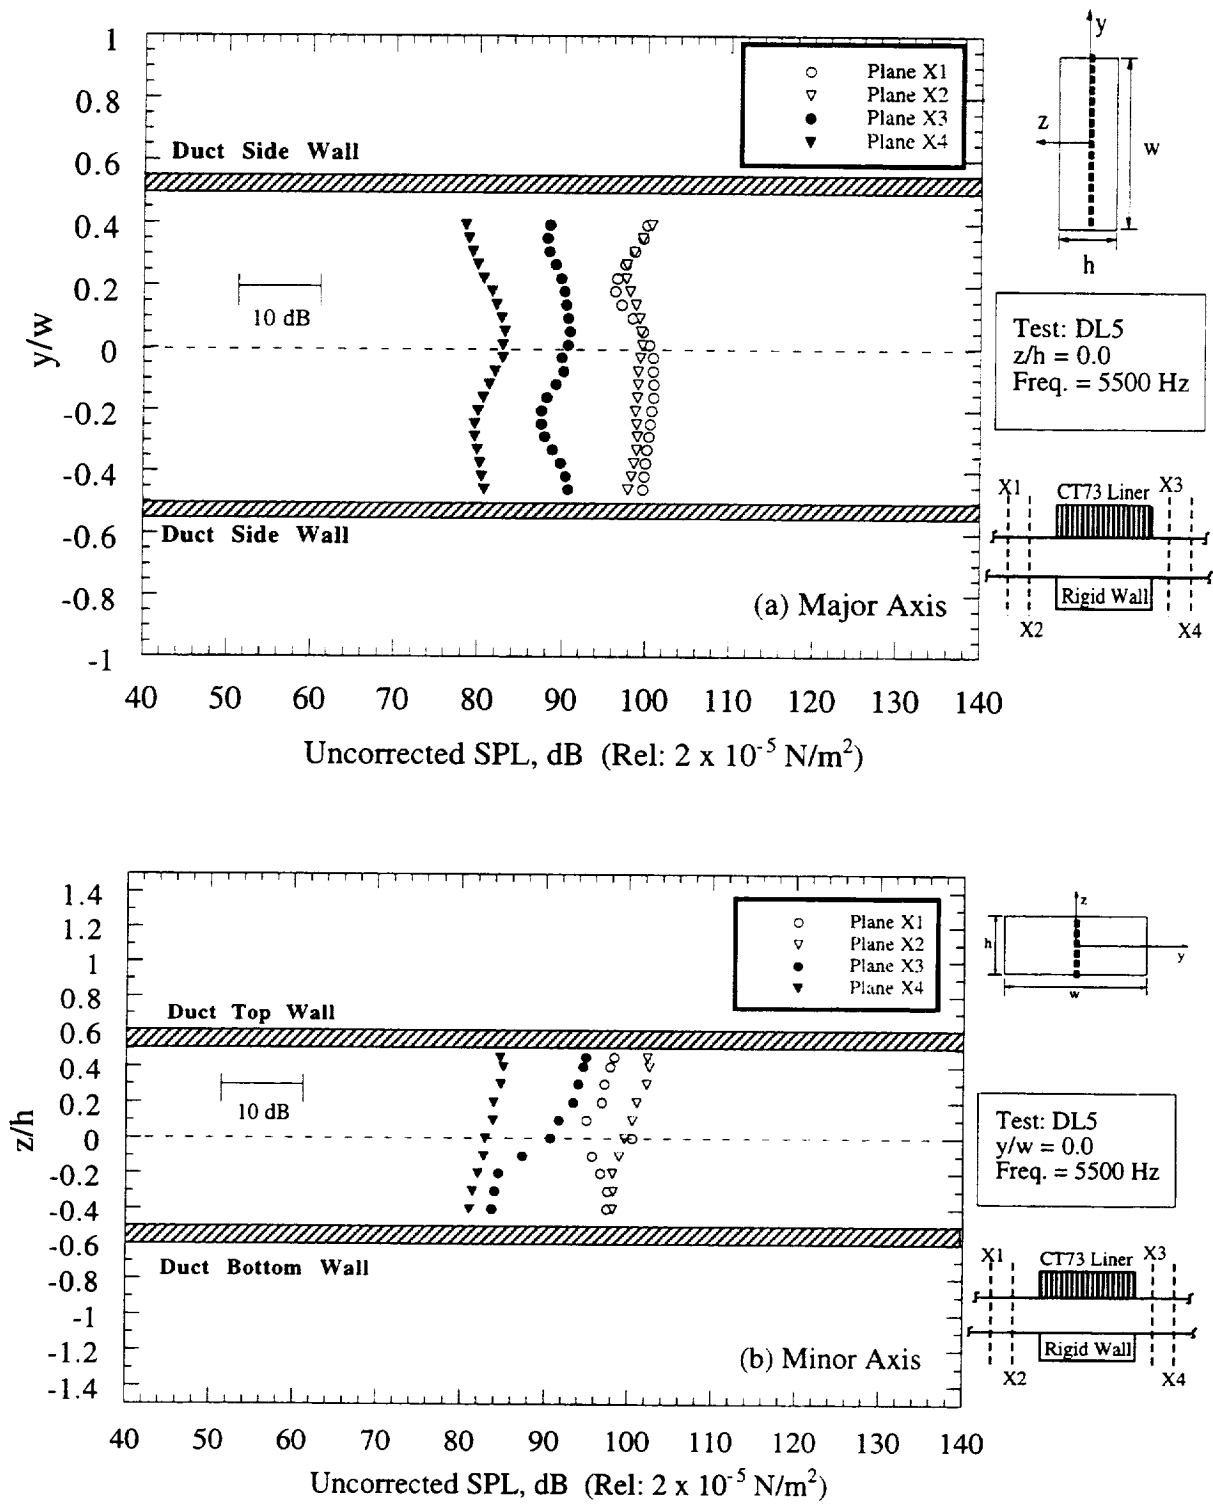 1
0.8
0.6
0.4
0.2
0
-0.2
-0.4
-0.6
-0.8
-1
y/w
Plane X1
Plane X2
Plane X3
Plane X4
Duct Side Wall
10 dB
Duct Side Wall
(a) Major Axis
40 50 60 70 80 90 100 110 120 130 140
Uncorrected SPL, dB (Rel: 2 x 10⁻⁵ N/m²)
y
z
w
h
Test: DL5
z/h = 0.0
Freq. = 5500 Hz
X1 CT73 Liner X3
Rigid Wall
X2 X4
1.4
1.2
1
0.8
0.6
0.4
0.2
0
-0.2
-0.4
-0.6
-0.8
-1
-1.2
-1.4
z/h
Plane X1
Plane X2
Plane X3
Plane X4
Duct Top Wall
10 dB
Duct Bottom Wall
(b) Minor Axis
40 50 60 70 80 90 100 110 120 130 140
Uncorrected SPL, dB (Rel: 2 x 10⁻⁵ N/m²)
z
h
y
w
Test: DL5
y/w = 0.0
Freq. = 5500 Hz
X1 CT73 Liner X3
Rigid Wall
X2 X4